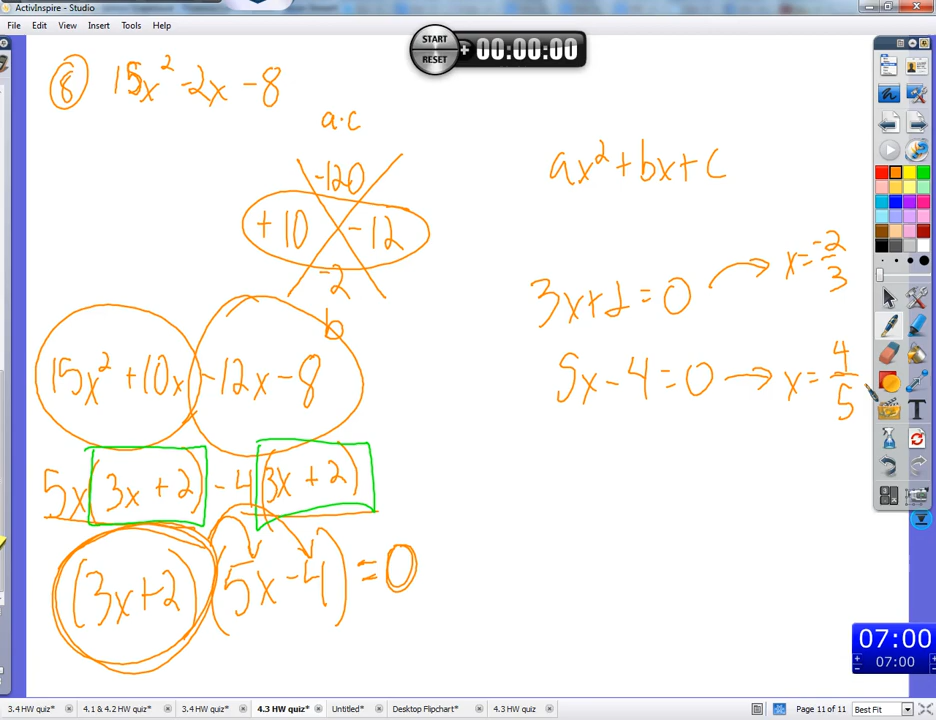 ActivInspire - Studio
File Edit View Insert Tools Help
START
RESET
+ 00:00:00
8 15x² -2x -8
a·c
-120
+10 -12
-2
b
ax² + bx + c
3x+2=0 → x= -2/3
5x-4=0 → x= 4/5
15x² +10x -12x -8
5x(3x+2) -4(3x+2)
(3x+2)(5x-4)=0
07:00
07:00
3.4 HW quiz* 4.1 & 4.2 HW quiz* 3.4 HW quiz* 4.3 HW quiz* Untitled* Desktop Flipchart* 4.3 HW quiz Page 11 of 11 Best Fit